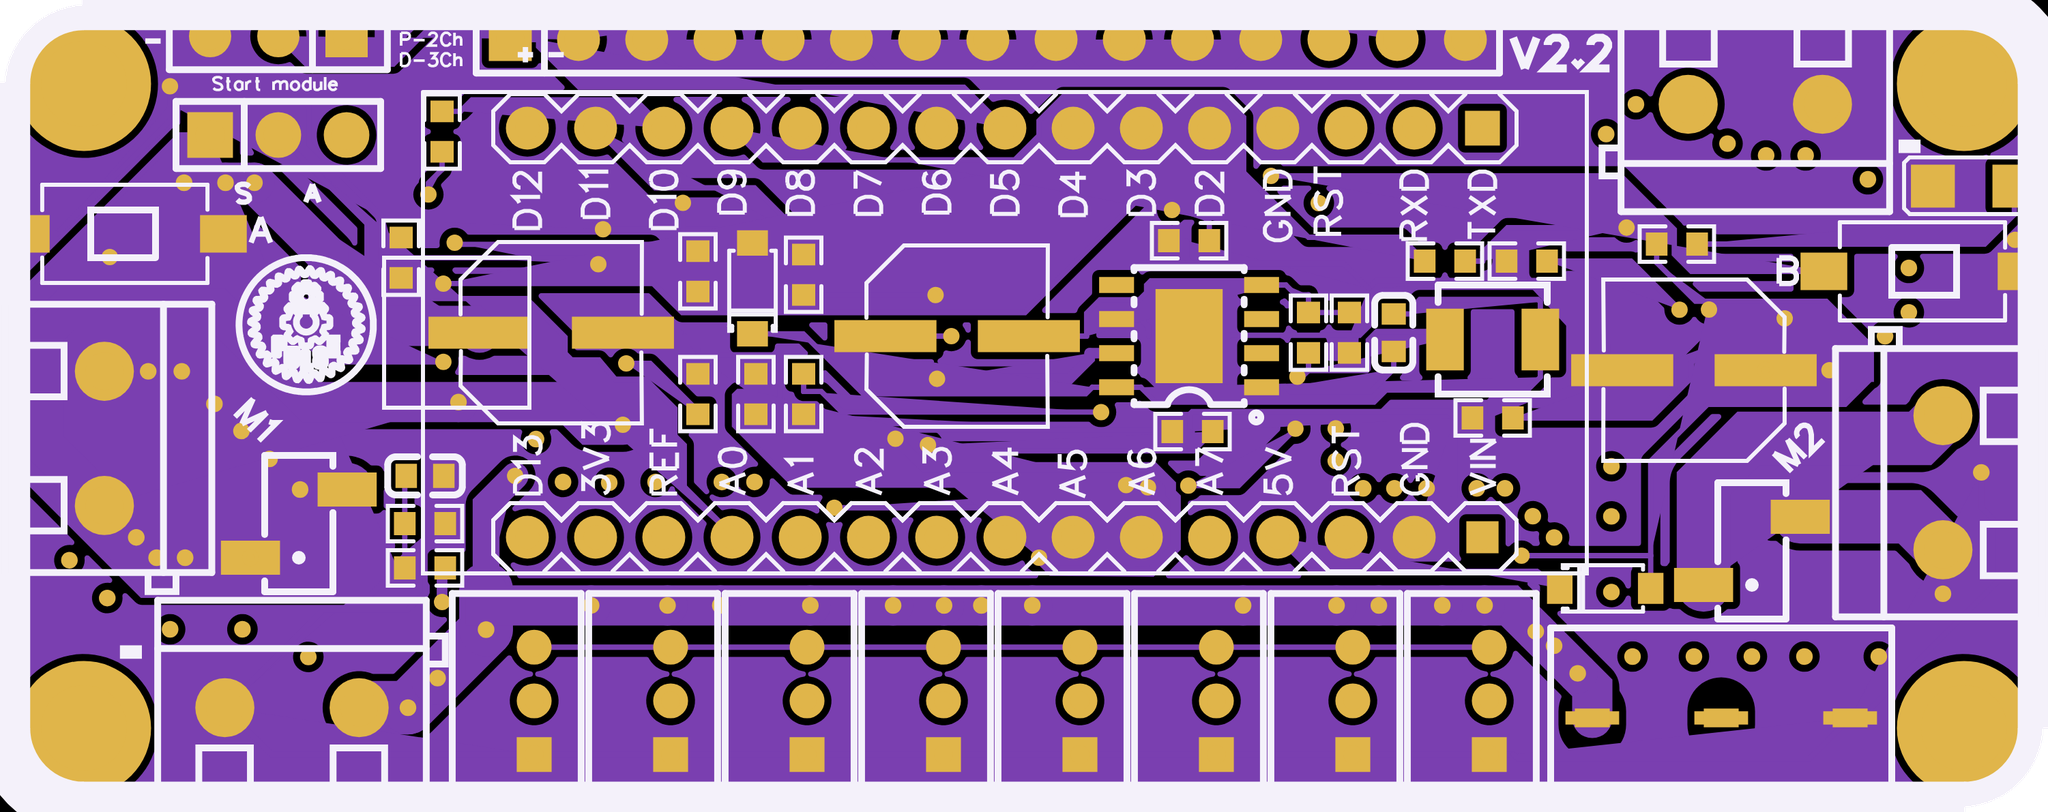 -
P-2Ch
D-3Ch
+ -
V2.2
Start module
S A
A
D12 D11 D10 D9 D8 D7 D6 D5 D4 D3 D2 GND RST RXD TXD
B
M1
M2
D13 3V3 REF A0 A1 A2 A3 A4 A5 A6 A7 5V RST GND VIN